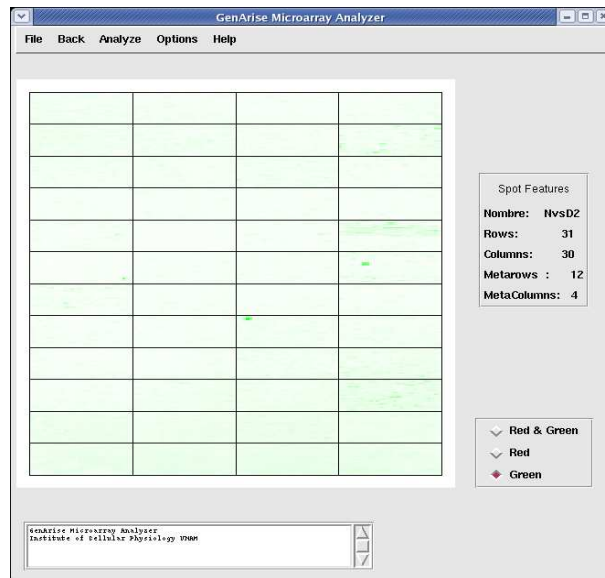 GenArise Microarray Analyzer
File Back Analyze Options Help
Spot Features
Nombre: NvsD2
Rows: 31
Columns: 30
Metarows : 12
MetaColumns: 4
Red & Green
Red
Green
GenArise Microarray Analyzer
Institute of Cellular Physiology UNAM